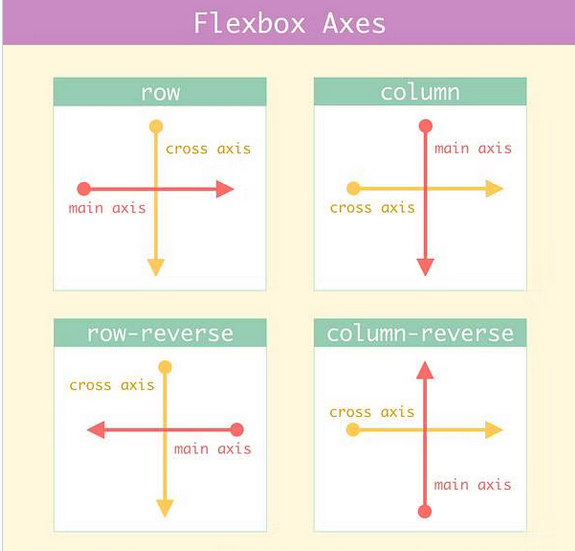 Flexbox Axes
row
cross axis
main axis
column
main axis
cross axis
row-reverse
cross axis
main axis
column-reverse
cross axis
main axis